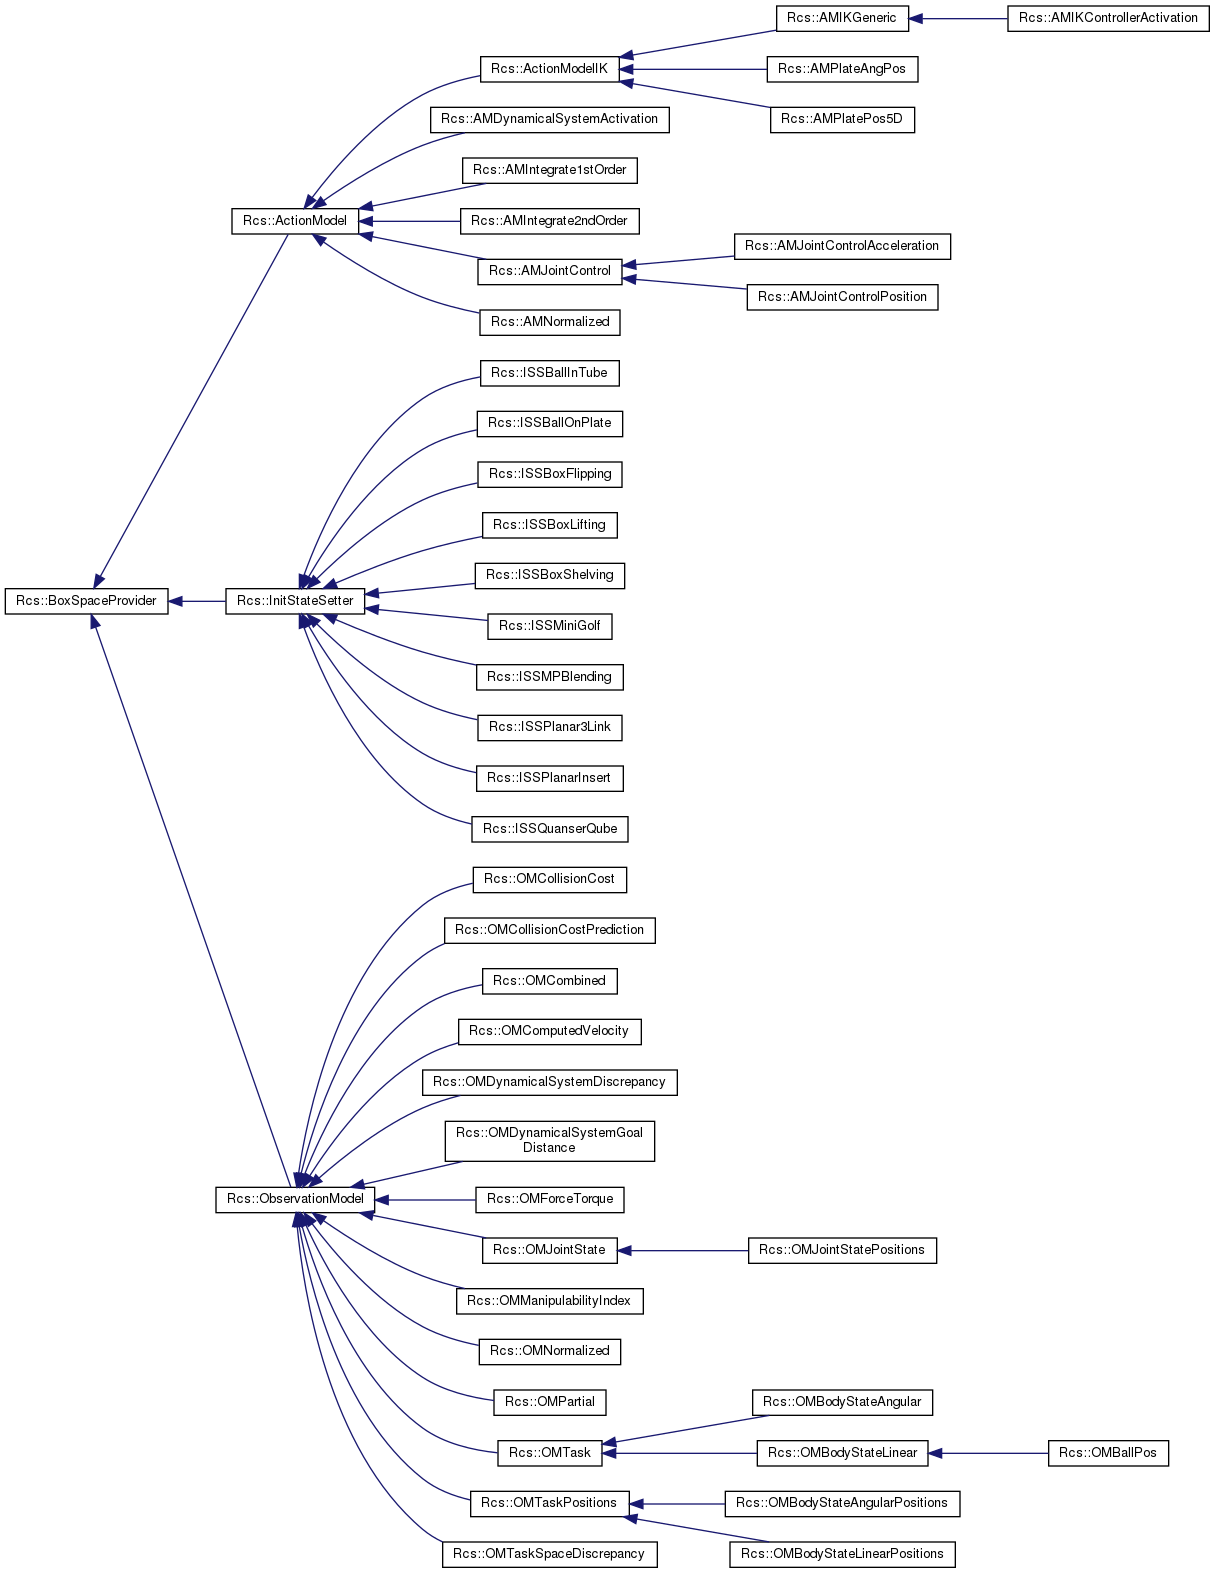 Rcs::AMIKGeneric
Rcs::AMIKControllerActivation
Rcs::ActionModelIK
Rcs::AMPlateAngPos
Rcs::AMPlatePos5D
Rcs::AMDynamicalSystemActivation
Rcs::AMIntegrate1stOrder
Rcs::ActionModel
Rcs::AMIntegrate2ndOrder
Rcs::AMJointControlAcceleration
Rcs::AMJointControl
Rcs::AMJointControlPosition
Rcs::AMNormalized
Rcs::ISSBallInTube
Rcs::ISSBallOnPlate
Rcs::ISSBoxFlipping
Rcs::ISSBoxLifting
Rcs::ISSBoxShelving
Rcs::BoxSpaceProvider
Rcs::InitStateSetter
Rcs::ISSMiniGolf
Rcs::ISSMPBlending
Rcs::ISSPlanar3Link
Rcs::ISSPlanarInsert
Rcs::ISSQuanserQube
Rcs::OMCollisionCost
Rcs::OMCollisionCostPrediction
Rcs::OMCombined
Rcs::OMComputedVelocity
Rcs::OMDynamicalSystemDiscrepancy
Rcs::OMDynamicalSystemGoal
Distance
Rcs::ObservationModel
Rcs::OMForceTorque
Rcs::OMJointState
Rcs::OMJointStatePositions
Rcs::OMManipulabilityIndex
Rcs::OMNormalized
Rcs::OMPartial
Rcs::OMBodyStateAngular
Rcs::OMTask
Rcs::OMBodyStateLinear
Rcs::OMBallPos
Rcs::OMTaskPositions
Rcs::OMBodyStateAngularPositions
Rcs::OMTaskSpaceDiscrepancy
Rcs::OMBodyStateLinearPositions